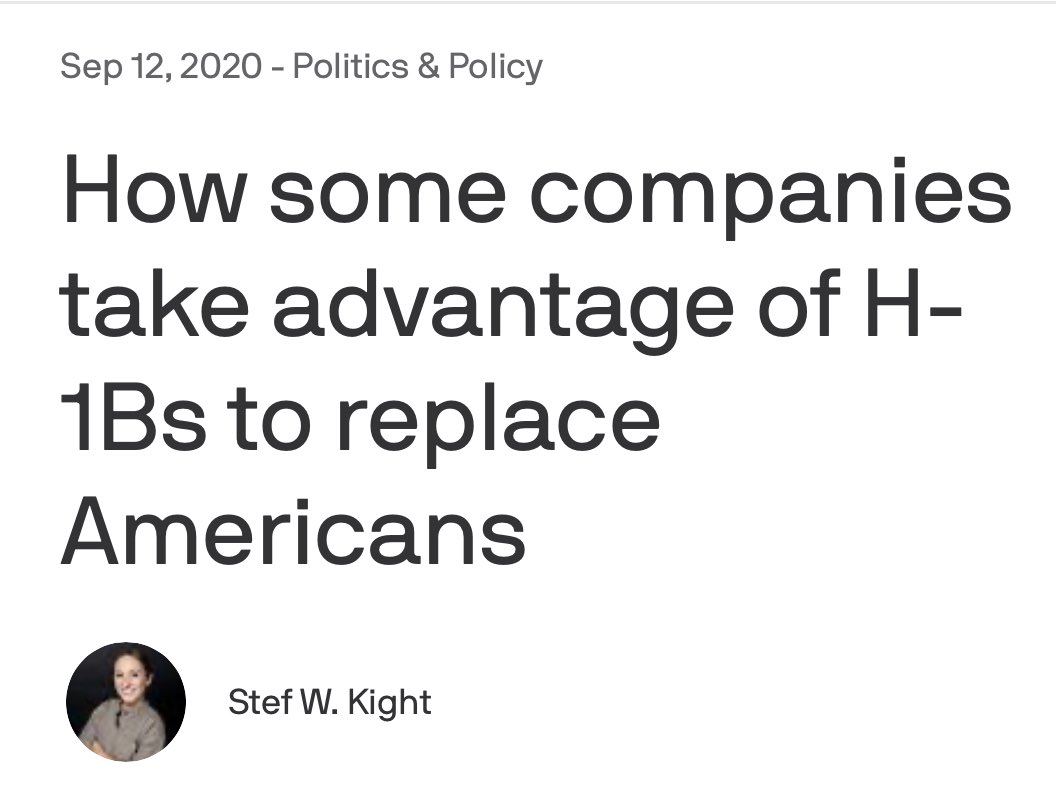 Sep 12, 2020 - Politics & Policy
How some companies
take advantage of H-
1Bs to replace
Americans
Stef W. Kight